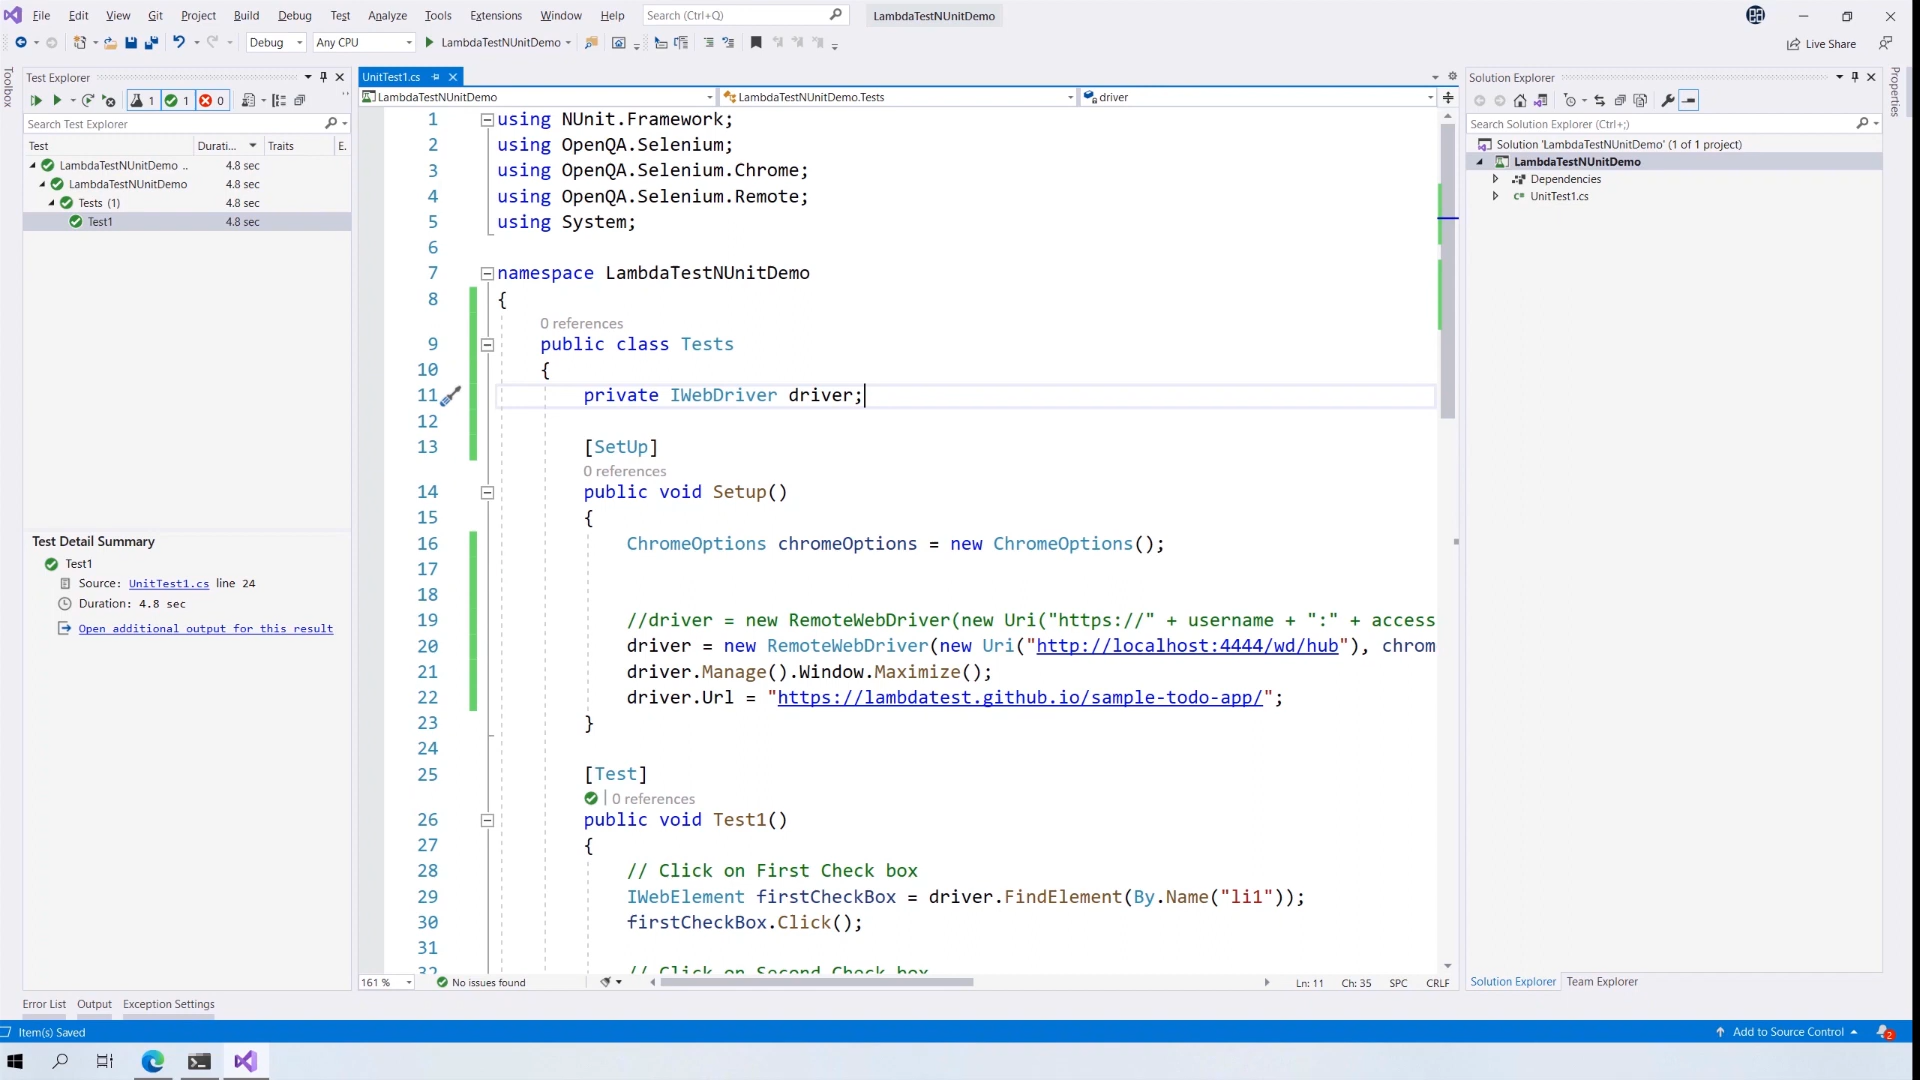 File Edit View Git Project Build Debug Test Analyze Tools Extensions Window Help Search (Ctrl+Q) LambdaTestNUnitDemo
Debug Any CPU LambdaTestNUnitDemo Live Share
Toolbox
Test Explorer
1 1 0
Search Test Explorer
Test Durati... Traits E.
LambdaTestNUnitDemo .. 4.8 sec
LambdaTestNUnitDemo 4.8 sec
Tests (1) 4.8 sec
Test1 4.8 sec
Test Detail Summary
Test1
Source: UnitTest1.cs line 24
Duration: 4.8 sec
Open additional output for this result
UnitTest1.cs
LambdaTestNUnitDemo LambdaTestNUnitDemo.Tests driver
1 using NUnit.Framework;
2 using OpenQA.Selenium;
3 using OpenQA.Selenium.Chrome;
4 using OpenQA.Selenium.Remote;
5 using System;
6
7 namespace LambdaTestNUnitDemo
8 {
0 references
9 public class Tests
10 {
11 private IWebDriver driver;
12
13 [SetUp]
0 references
14 public void Setup()
15 {
16 ChromeOptions chromeOptions = new ChromeOptions();
17
18
19 //driver = new RemoteWebDriver(new Uri("https://" + username + ":" + access
20 driver = new RemoteWebDriver(new Uri("http://localhost:4444/wd/hub"), chrom
21 driver.Manage().Window.Maximize();
22 driver.Url = "https://lambdatest.github.io/sample-todo-app/";
23 }
24
25 [Test]
0 references
26 public void Test1()
27 {
28 // Click on First Check box
29 IWebElement firstCheckBox = driver.FindElement(By.Name("li1"));
30 firstCheckBox.Click();
31
32 // Click on Second Check box
161 % No issues found Ln: 11 Ch: 35 SPC CRLF
Solution Explorer
Search Solution Explorer (Ctrl+;)
Solution 'LambdaTestNUnitDemo' (1 of 1 project)
LambdaTestNUnitDemo
Dependencies
C# UnitTest1.cs
Solution Explorer Team Explorer
Properties
Error List Output Exception Settings
Item(s) Saved Add to Source Control 2